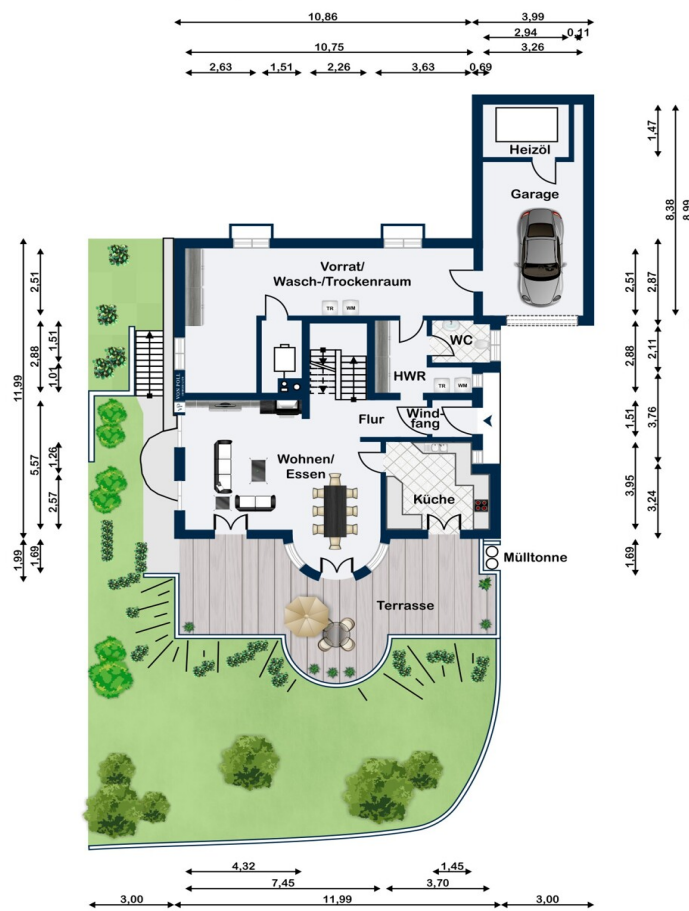 10,86
3,99
2,94
0,11
10,75
3,26
2,63
1,51
2,26
3,63
0,69
Heizöl
1,47
Garage
8,38
8,99
Vorrat/
Wasch-/Trockenraum
2,51
2,51
2,87
TR
WM
WC
1,51
2,88
2,88
2,11
11,99
1,01
HWR
TR
WM
VON POLL
VP
Flur
Wind-
fang
1,51
3,76
5,57
1,26
Wohnen/
Essen
Küche
3,95
2,57
3,24
1,99
1,69
Mülltonne
1,69
Terrasse
4,32
1,45
7,45
3,70
3,00
11,99
3,00